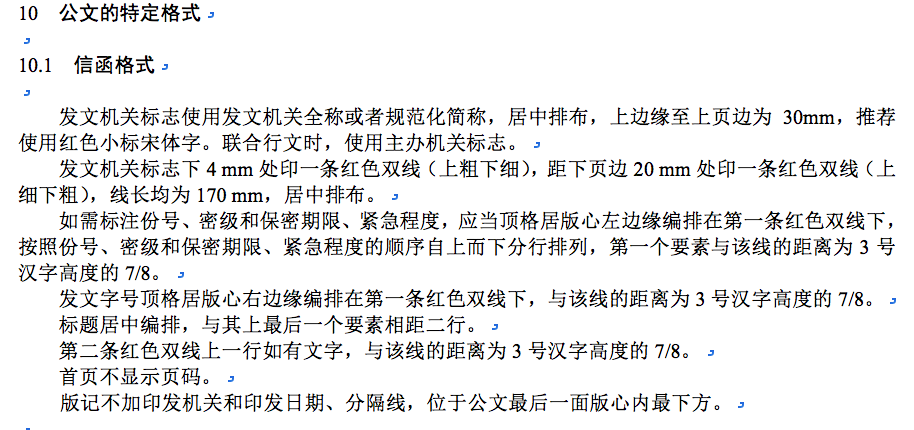 10 公文的特定格式
10.1 信函格式
发文机关标志使用发文机关全称或者规范化简称，居中排布，上边缘至上页边为 30mm，推荐
使用红色小标宋体字。联合行文时，使用主办机关标志。
发文机关标志下 4 mm 处印一条红色双线（上粗下细），距下页边 20 mm 处印一条红色双线（上
细下粗），线长均为 170 mm，居中排布。
如需标注份号、密级和保密期限、紧急程度，应当顶格居版心左边缘编排在第一条红色双线下，
按照份号、密级和保密期限、紧急程度的顺序自上而下分行排列，第一个要素与该线的距离为 3 号
汉字高度的 7/8。
发文字号顶格居版心右边缘编排在第一条红色双线下，与该线的距离为 3 号汉字高度的 7/8。
标题居中编排，与其上最后一个要素相距二行。
第二条红色双线上一行如有文字，与该线的距离为 3 号汉字高度的 7/8。
首页不显示页码。
版记不加印发机关和印发日期、分隔线，位于公文最后一面版心内最下方。